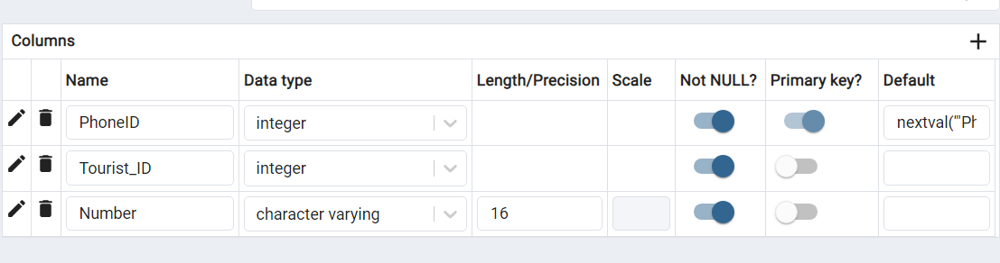 Columns
Name Data type Length/Precision Scale Not NULL? Primary key? Default
PhoneID integer nextval('"Ph
Tourist_ID integer
Number character varying 16